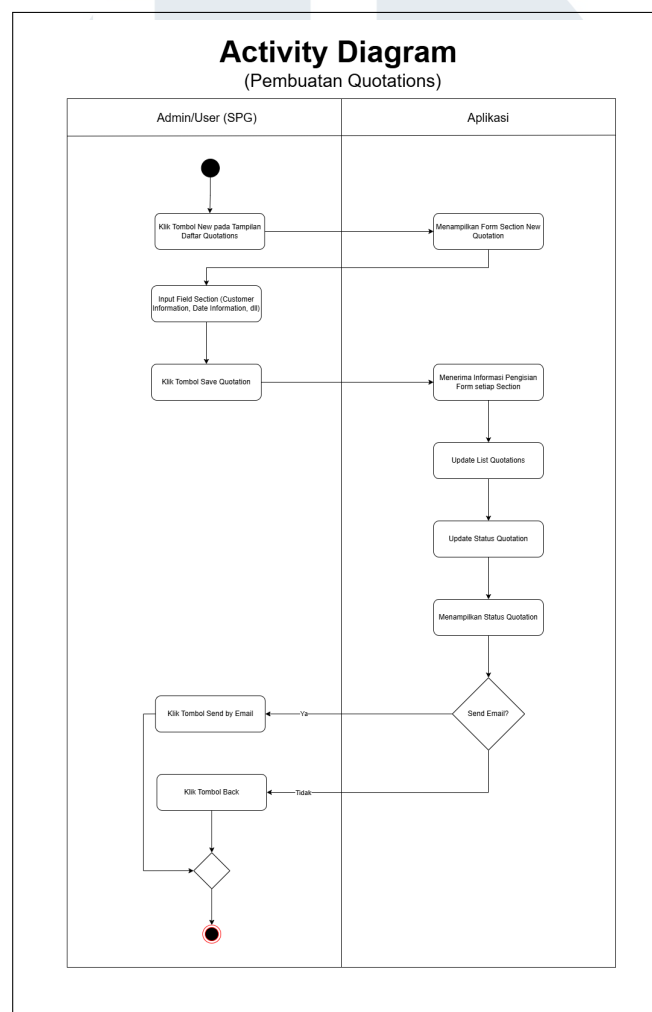 Activity Diagram
(Pembuatan Quotations)
Admin/User (SPG)
Aplikasi
Klik Tombol New pada Tampilan
Daftar Quotations
Menampilkan Form Section New
Quotation
Input Field Section (Customer
Information, Date Information, dll)
Klik Tombol Save Quotation
Menerima Informasi Pengisian
Form setiap Section
Update List Quotations
Update Status Quotation
Menampilkan Status Quotation
Send Email?
Ya
Klik Tombol Send by Email
Tidak
Klik Tombol Back